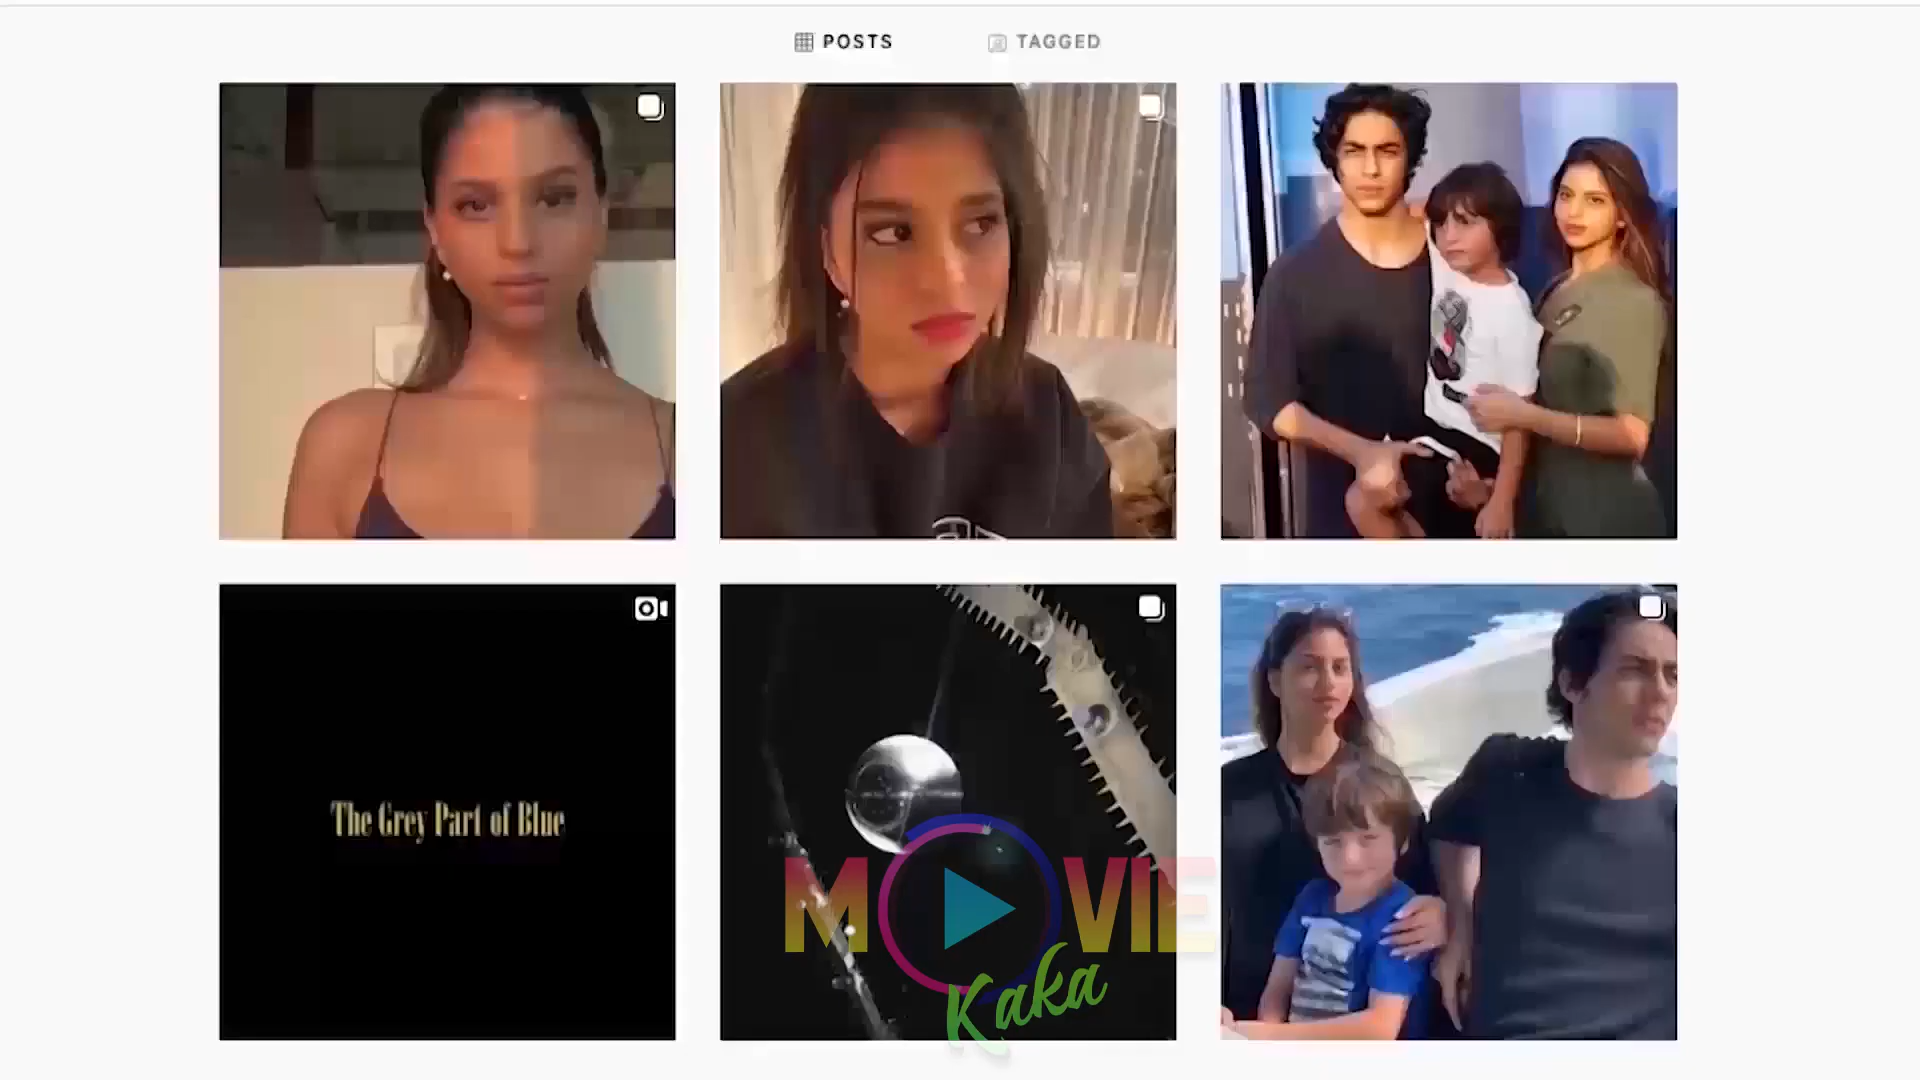 POSTS
TAGGED
The Grey Part of Blue
MOVIE
Kaka